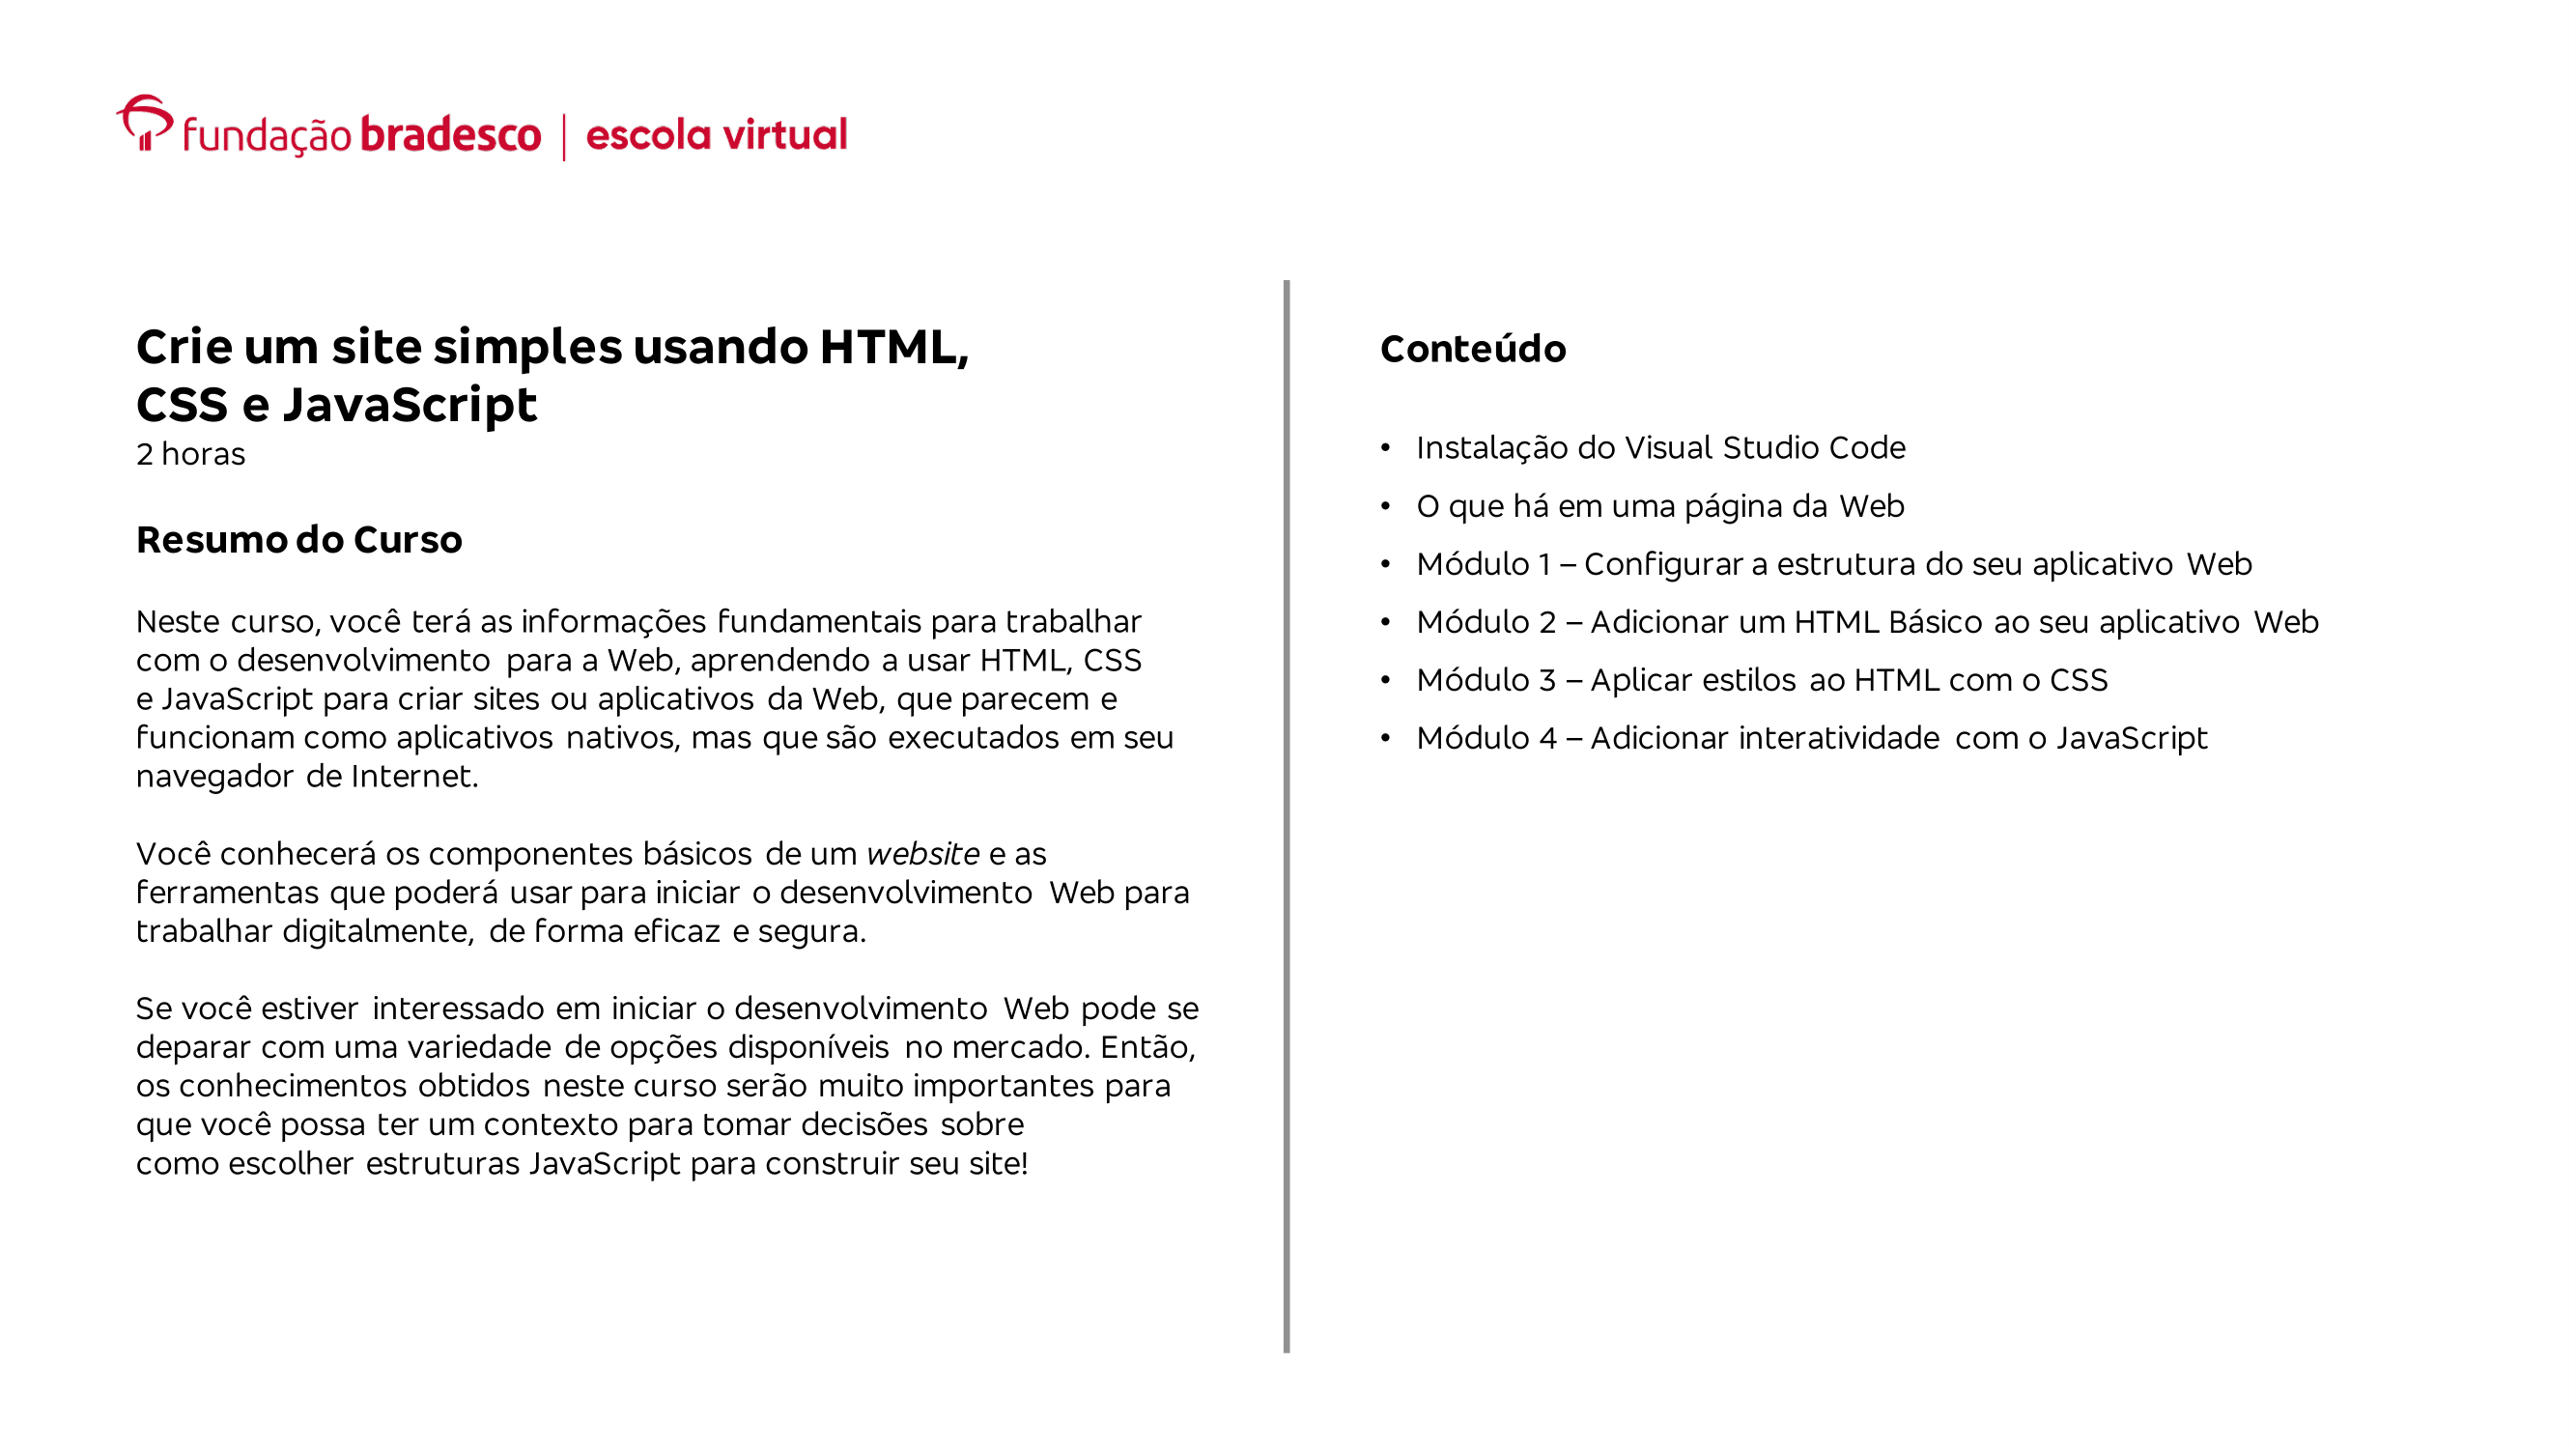 fundação bradesco | escola virtual
Crie um site simples usando HTML,
CSS e JavaScript
2 horas
Resumo do Curso
Neste curso, você terá as informações fundamentais para trabalhar
com o desenvolvimento para a Web, aprendendo a usar HTML, CSS
e JavaScript para criar sites ou aplicativos da Web, que parecem e
funcionam como aplicativos nativos, mas que são executados em seu
navegador de Internet.
Você conhecerá os componentes básicos de um website e as
ferramentas que poderá usar para iniciar o desenvolvimento Web para
trabalhar digitalmente, de forma eficaz e segura.
Se você estiver interessado em iniciar o desenvolvimento Web pode se
deparar com uma variedade de opções disponíveis no mercado. Então,
os conhecimentos obtidos neste curso serão muito importantes para
que você possa ter um contexto para tomar decisões sobre
como escolher estruturas JavaScript para construir seu site!
Conteúdo
• Instalação do Visual Studio Code
• O que há em uma página da Web
• Módulo 1 – Configurar a estrutura do seu aplicativo Web
• Módulo 2 – Adicionar um HTML Básico ao seu aplicativo Web
• Módulo 3 – Aplicar estilos ao HTML com o CSS
• Módulo 4 – Adicionar interatividade com o JavaScript